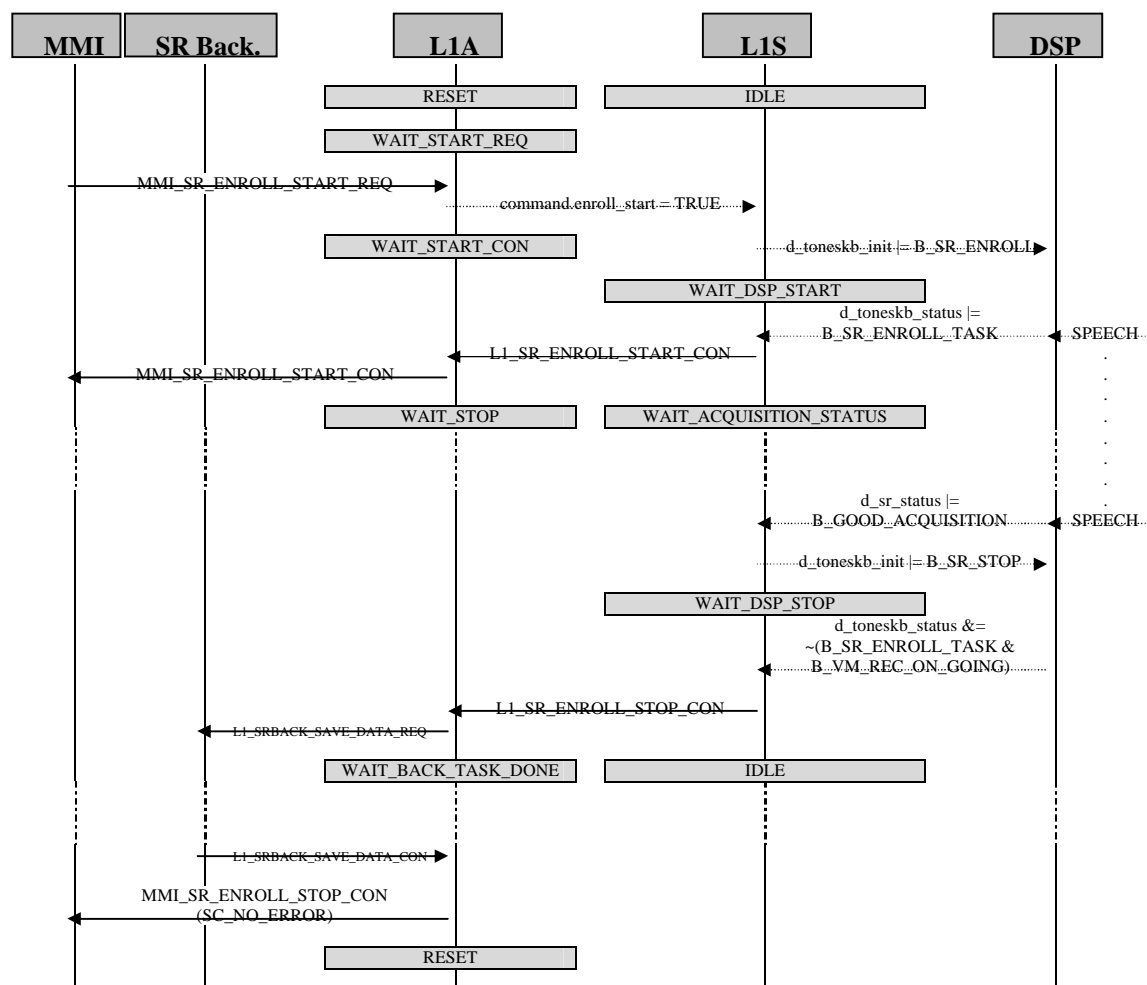 MMI SR Back. L1A L1S DSP
RESET IDLE
WAIT_START_REQ
MMI_SR_ENROLL_START_REQ
command.enroll_start = TRUE
WAIT_START_CON
d_toneskb_init |= B_SR_ENROLL
WAIT_DSP_START
d_toneskb_status |=
B_SR_ENROLL_TASK SPEECH
L1_SR_ENROLL_START_CON
MMI_SR_ENROLL_START_CON
WAIT_STOP WAIT_ACQUISITION_STATUS
d_sr_status |=
B_GOOD_ACQUISITION SPEECH
d_toneskb_init |= B_SR_STOP
WAIT_DSP_STOP
d_toneskb_status &=
~(B_SR_ENROLL_TASK &
B_VM_REC_ON_GOING)
L1_SR_ENROLL_STOP_CON
L1_SRBACK_SAVE_DATA_REQ
WAIT_BACK_TASK_DONE IDLE
L1_SRBACK_SAVE_DATA_CON
MMI_SR_ENROLL_STOP_CON
(SC_NO_ERROR)
RESET